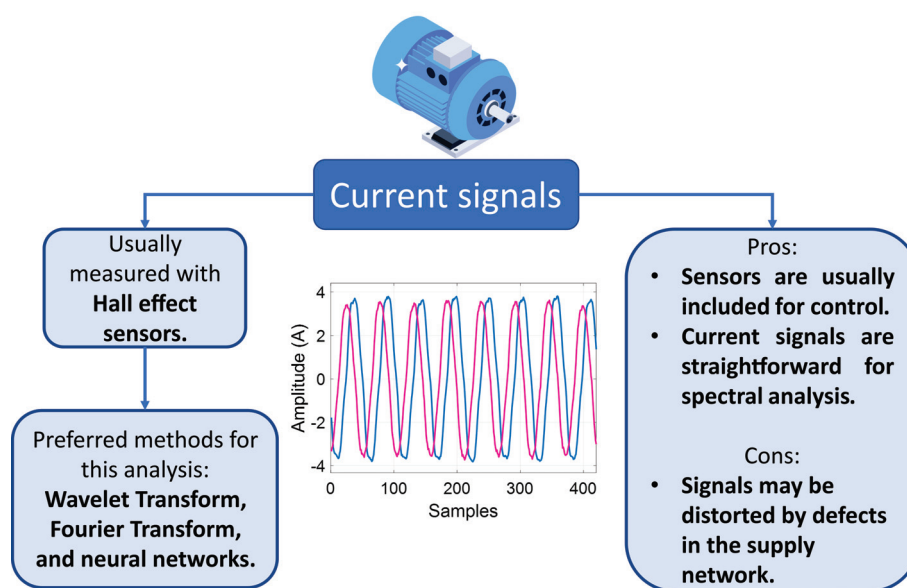 Current signals
Usually
measured with
Hall effect
sensors.
Preferred methods for
this analysis:
Wavelet Transform,
Fourier Transform,
and neural networks.
Amplitude (A)
4
2
0
-2
-4
0 100 200 300 400
Samples
Pros:
• Sensors are usually
included for control.
• Current signals are
straightforward for
spectral analysis.
Cons:
• Signals may be
distorted by defects
in the supply
network.